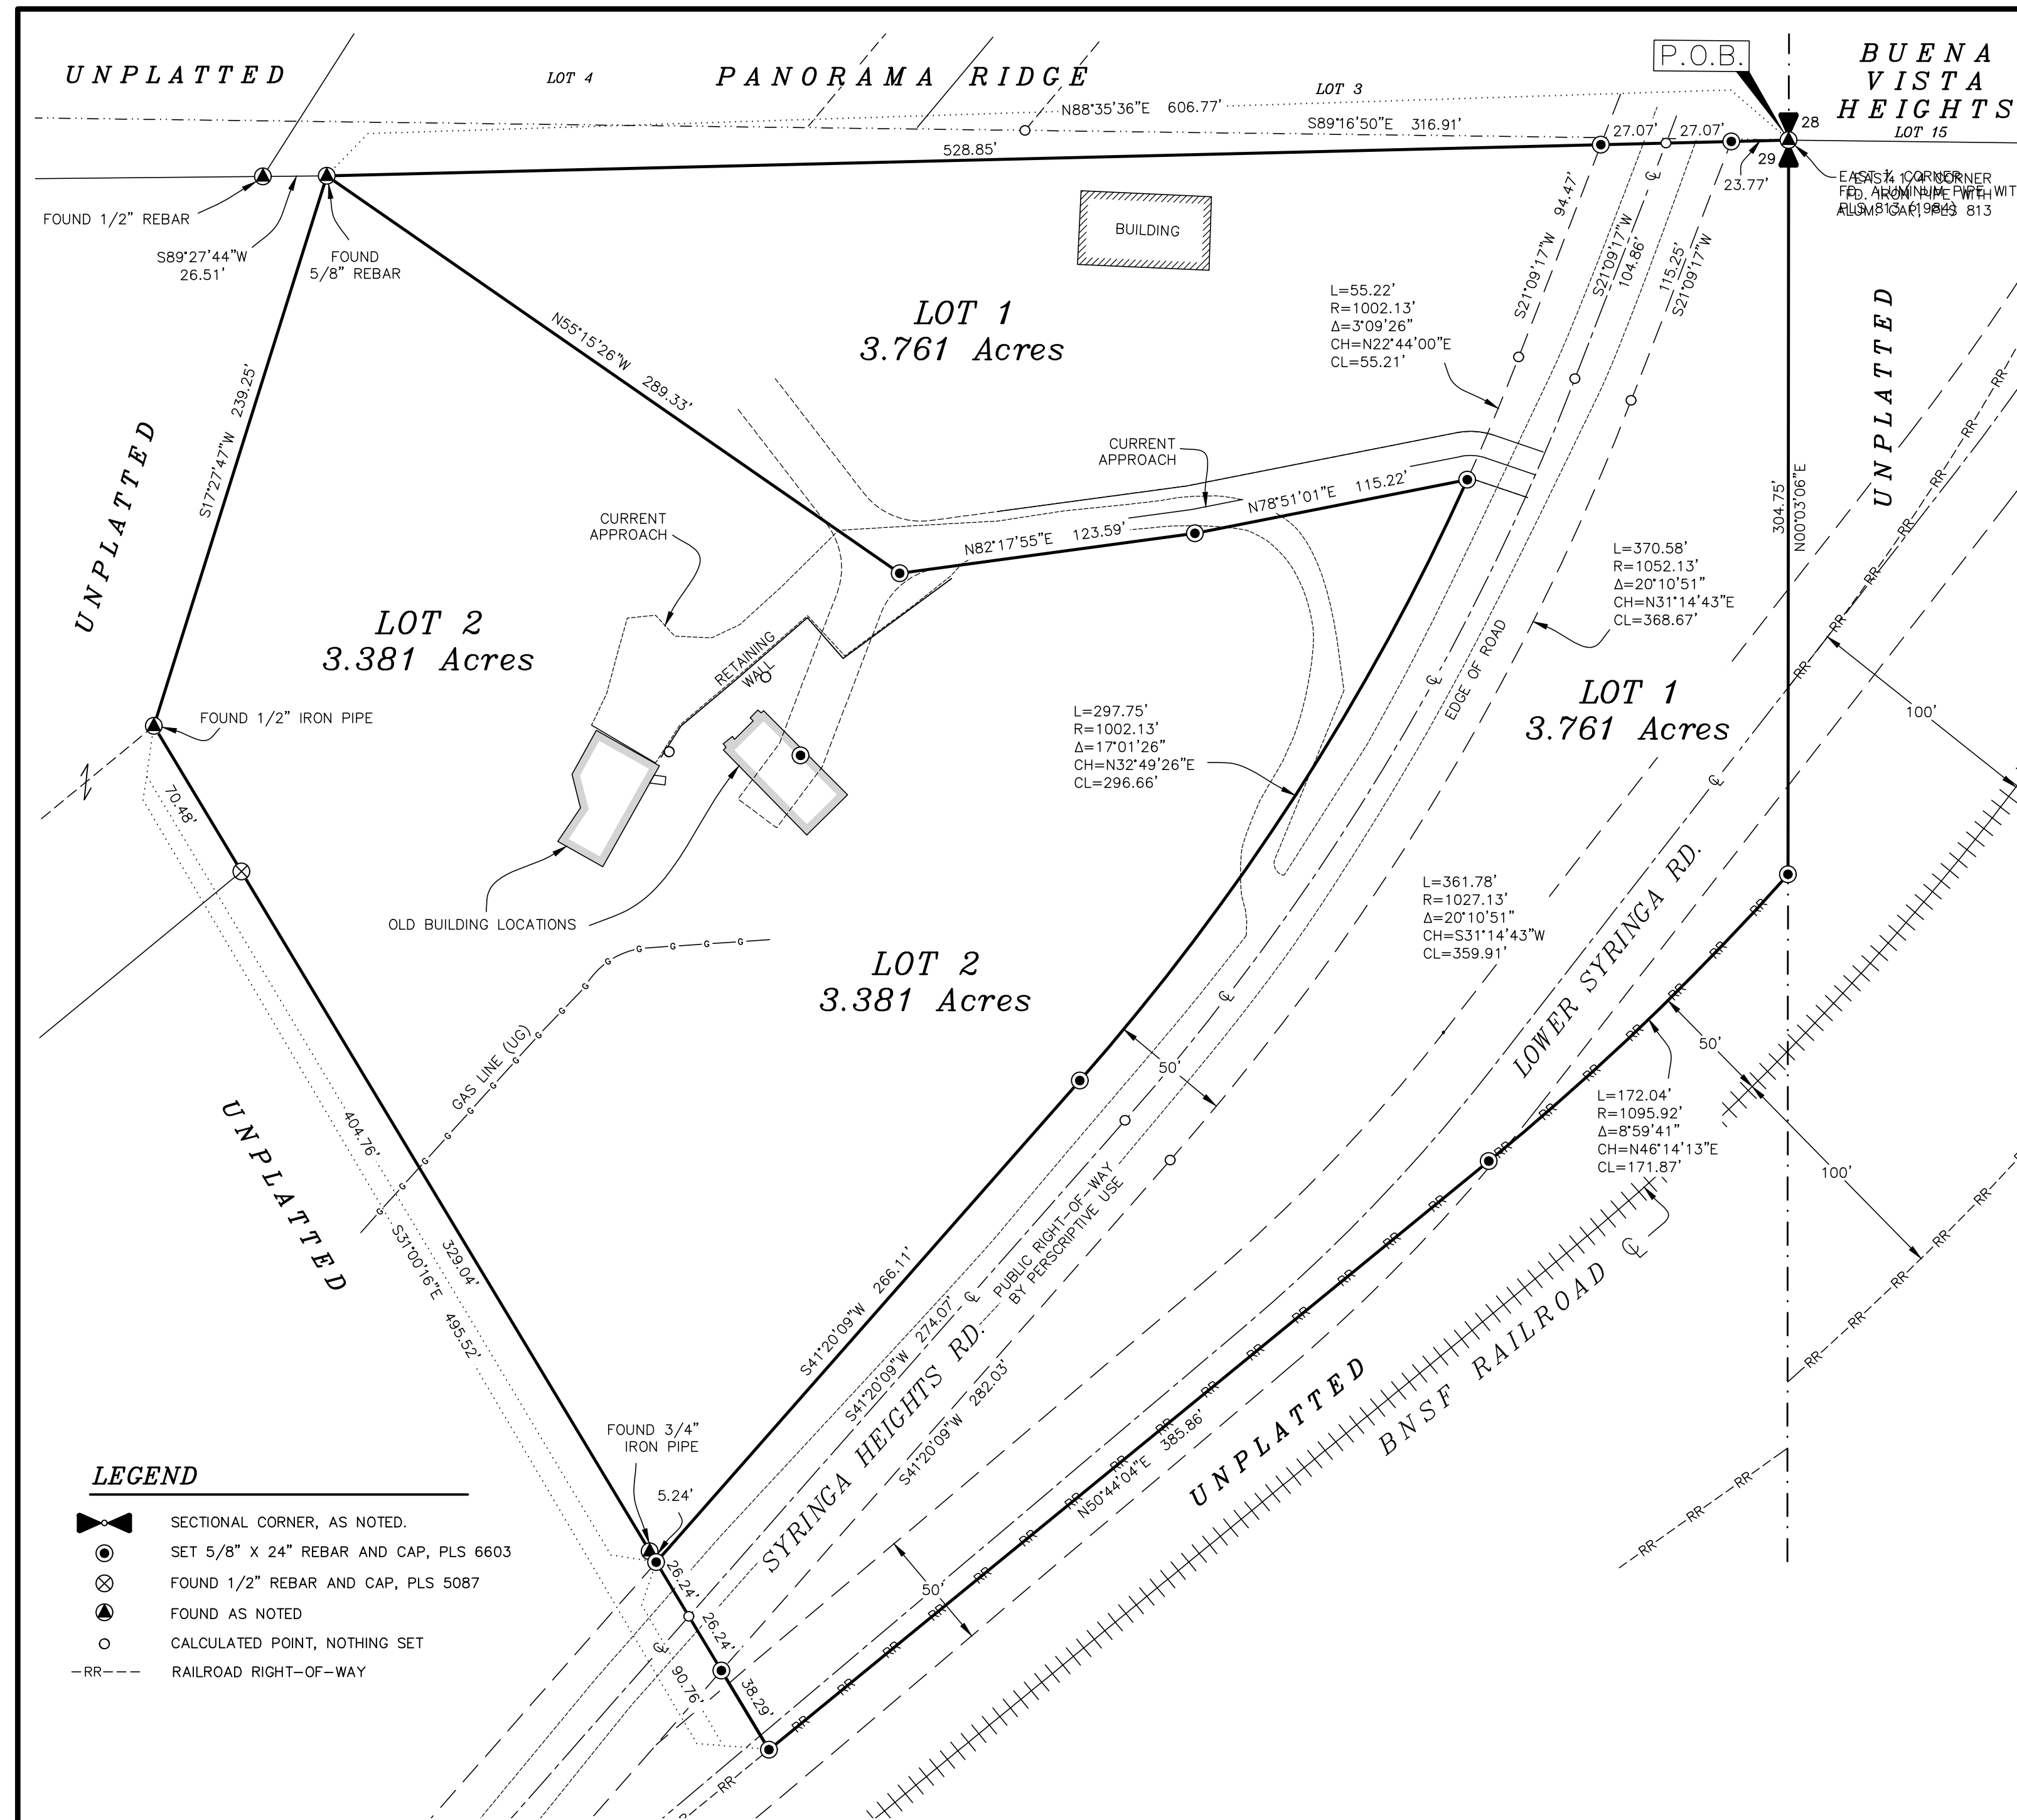 UNPLATTED
LOT 4
PANORAMA RIDGE
LOT 3
P.O.B.
BUENA
VISTA
HEIGHTS
LOT 15
N88°35'36"E 606.77'
S89°16'50"E 316.91'
528.85'
27.07'
27.07'
23.77'
28
29
EAST 1/4 CORNER
FOUND 1/2" REBAR
S89°27'44"W
26.51'
FOUND
5/8" REBAR
BUILDING
LOT 1
3.761 Acres
L=55.22'
R=1002.13'
Δ=3°09'26"
CH=N22°44'00"E
CL=55.21'
S21°09'17"W 94.47'
S21°09'17"W
104.86'
115.25'
S21°09'17"W
UNPLATTED
N55°15'26"W 289.33'
S17°27'47"W 239.25'
UNPLATTED
CURRENT
APPROACH
N78°51'01"E 115.22'
N82°17'55"E 123.59'
CURRENT
APPROACH
304.75'
N00°03'06"E
L=370.58'
R=1052.13'
Δ=20°10'51"
CH=N31°14'43"E
CL=368.67'
LOT 2
3.381 Acres
RETAINING
WALL
EDGE OF ROAD
LOT 1
3.761 Acres
100'
FOUND 1/2" IRON PIPE
L=297.75'
R=1002.13'
Δ=17°01'26"
CH=N32°49'26"E
CL=296.66'
70.48'
OLD BUILDING LOCATIONS
L=361.78'
R=1027.13'
Δ=20°10'51"
CH=S31°14'43"W
CL=359.91'
LOWER SYRINGA RD.
LOT 2
3.381 Acres
GAS LINE (UG)
50'
50'
L=172.04'
R=1095.92'
Δ=8°59'41"
CH=N46°14'13"E
CL=171.87'
100'
UNPLATTED
404.76'
329.04'
S31°00'16"E 495.52'
PUBLIC RIGHT-OF-WAY
BY PERSCRIPTIVE USE
S41°20'09"W 266.11'
S41°20'09"W 274.07'
SYRINGA HEIGHTS RD.
S41°20'09"W 282.03'
N50°44'04"E 385.86'
UNPLATTED
BNSF RAILROAD
FOUND 3/4"
IRON PIPE
5.24'
26.24'
26.24'
90.76'
38.29'
50'
LEGEND
SECTIONAL CORNER, AS NOTED.
SET 5/8" X 24" REBAR AND CAP, PLS 6603
FOUND 1/2" REBAR AND CAP, PLS 5087
FOUND AS NOTED
CALCULATED POINT, NOTHING SET
-RR--- RAILROAD RIGHT-OF-WAY